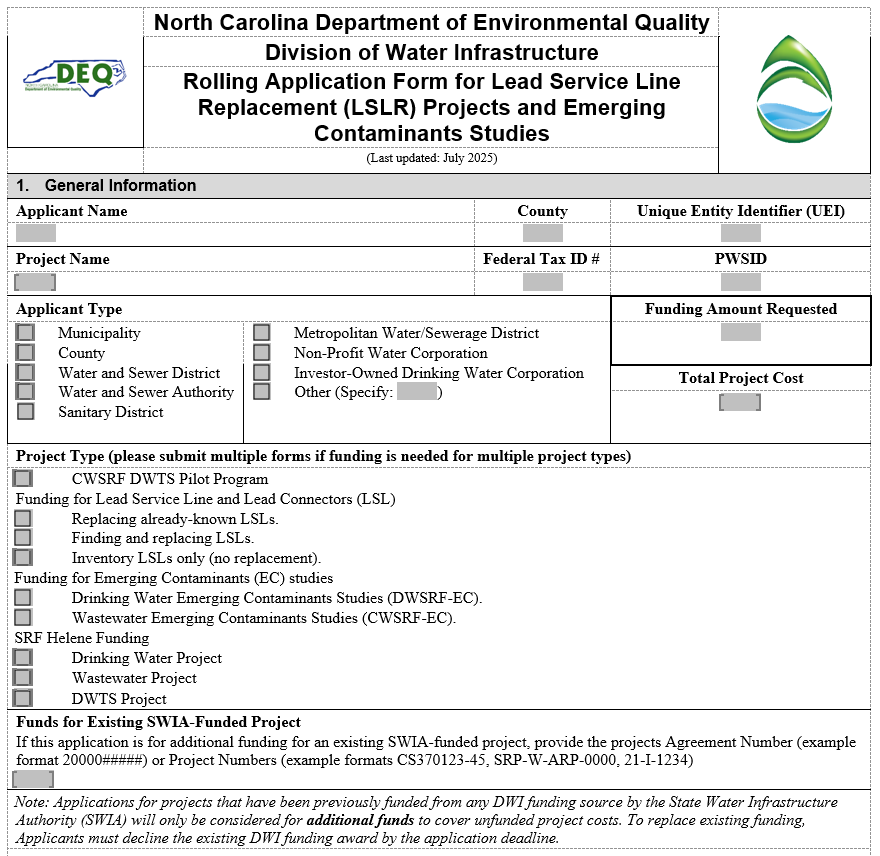 North Carolina Department of Environmental Quality
Division of Water Infrastructure
DEQ
Rolling Application Form for Lead Service Line
Replacement (LSLR) Projects and Emerging
Contaminants Studies
(Last updated: July 2025)
1. General Information
Applicant Name County Unique Entity Identifier (UEI)
Project Name Federal Tax ID # PWSID
Applicant Type Funding Amount Requested
Municipality Metropolitan Water/Sewerage District
County Non-Profit Water Corporation
Water and Sewer District Investor-Owned Drinking Water Corporation
Total Project Cost
Water and Sewer Authority Other (Specify: )
Sanitary District
Project Type (please submit multiple forms if funding is needed for multiple project types)
CWSRF DWTS Pilot Program
Funding for Lead Service Line and Lead Connectors (LSL)
Replacing already-known LSLs.
Finding and replacing LSLs.
Inventory LSLs only (no replacement).
Funding for Emerging Contaminants (EC) studies
Drinking Water Emerging Contaminants Studies (DWSRF-EC).
Wastewater Emerging Contaminants Studies (CWSRF-EC).
SRF Helene Funding
Drinking Water Project
Wastewater Project
DWTS Project
Funds for Existing SWIA-Funded Project
If this application is for additional funding for an existing SWIA-funded project, provide the projects Agreement Number (example
format 20000#####) or Project Numbers (example formats CS370123-45, SRP-W-ARP-0000, 21-I-1234)
Note: Applications for projects that have been previously funded from any DWI funding source by the State Water Infrastructure
Authority (SWIA) will only be considered for additional funds to cover unfunded project costs. To replace existing funding,
Applicants must decline the existing DWI funding award by the application deadline.